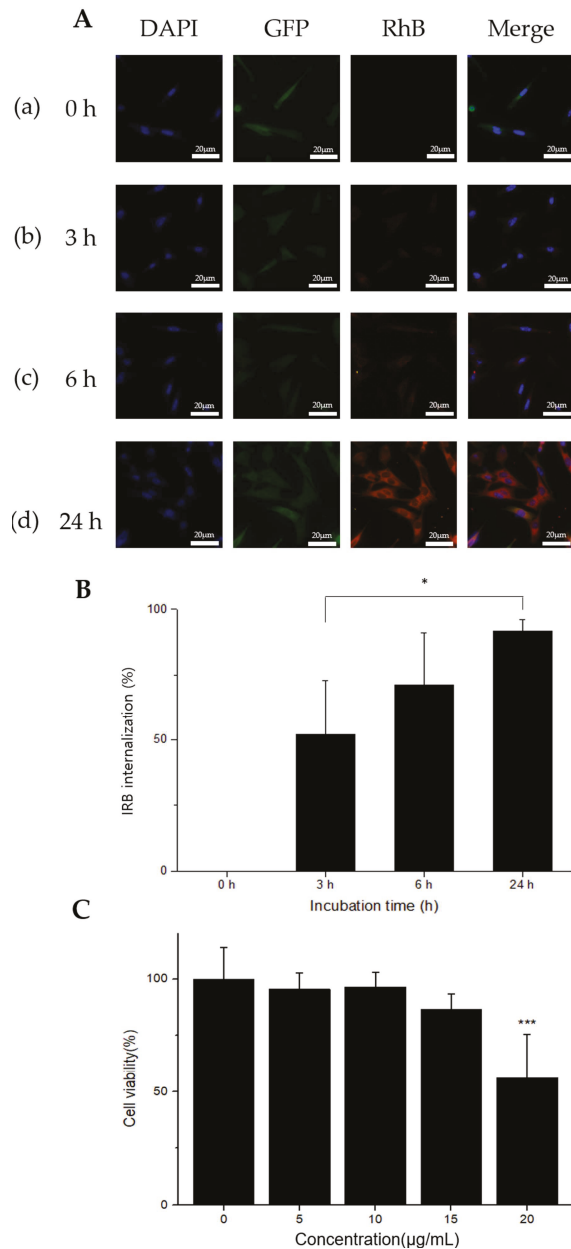 A
DAPI GFP RhB Merge
(a) 0 h
20μm 20μm 20μm 20μm
(b) 3 h
20μm 20μm 20μm 20μm
(c) 6 h
20μm 20μm 20μm 20μm
(d) 24 h
20μm 20μm 20μm 20μm
B
*
100
50
0
IRB internalization (%)
0 h 3 h 6 h 24 h
Incubation time (h)
C
100
50
0
Cell viability(%)
***
0 5 10 15 20
Concentration(μg/mL)